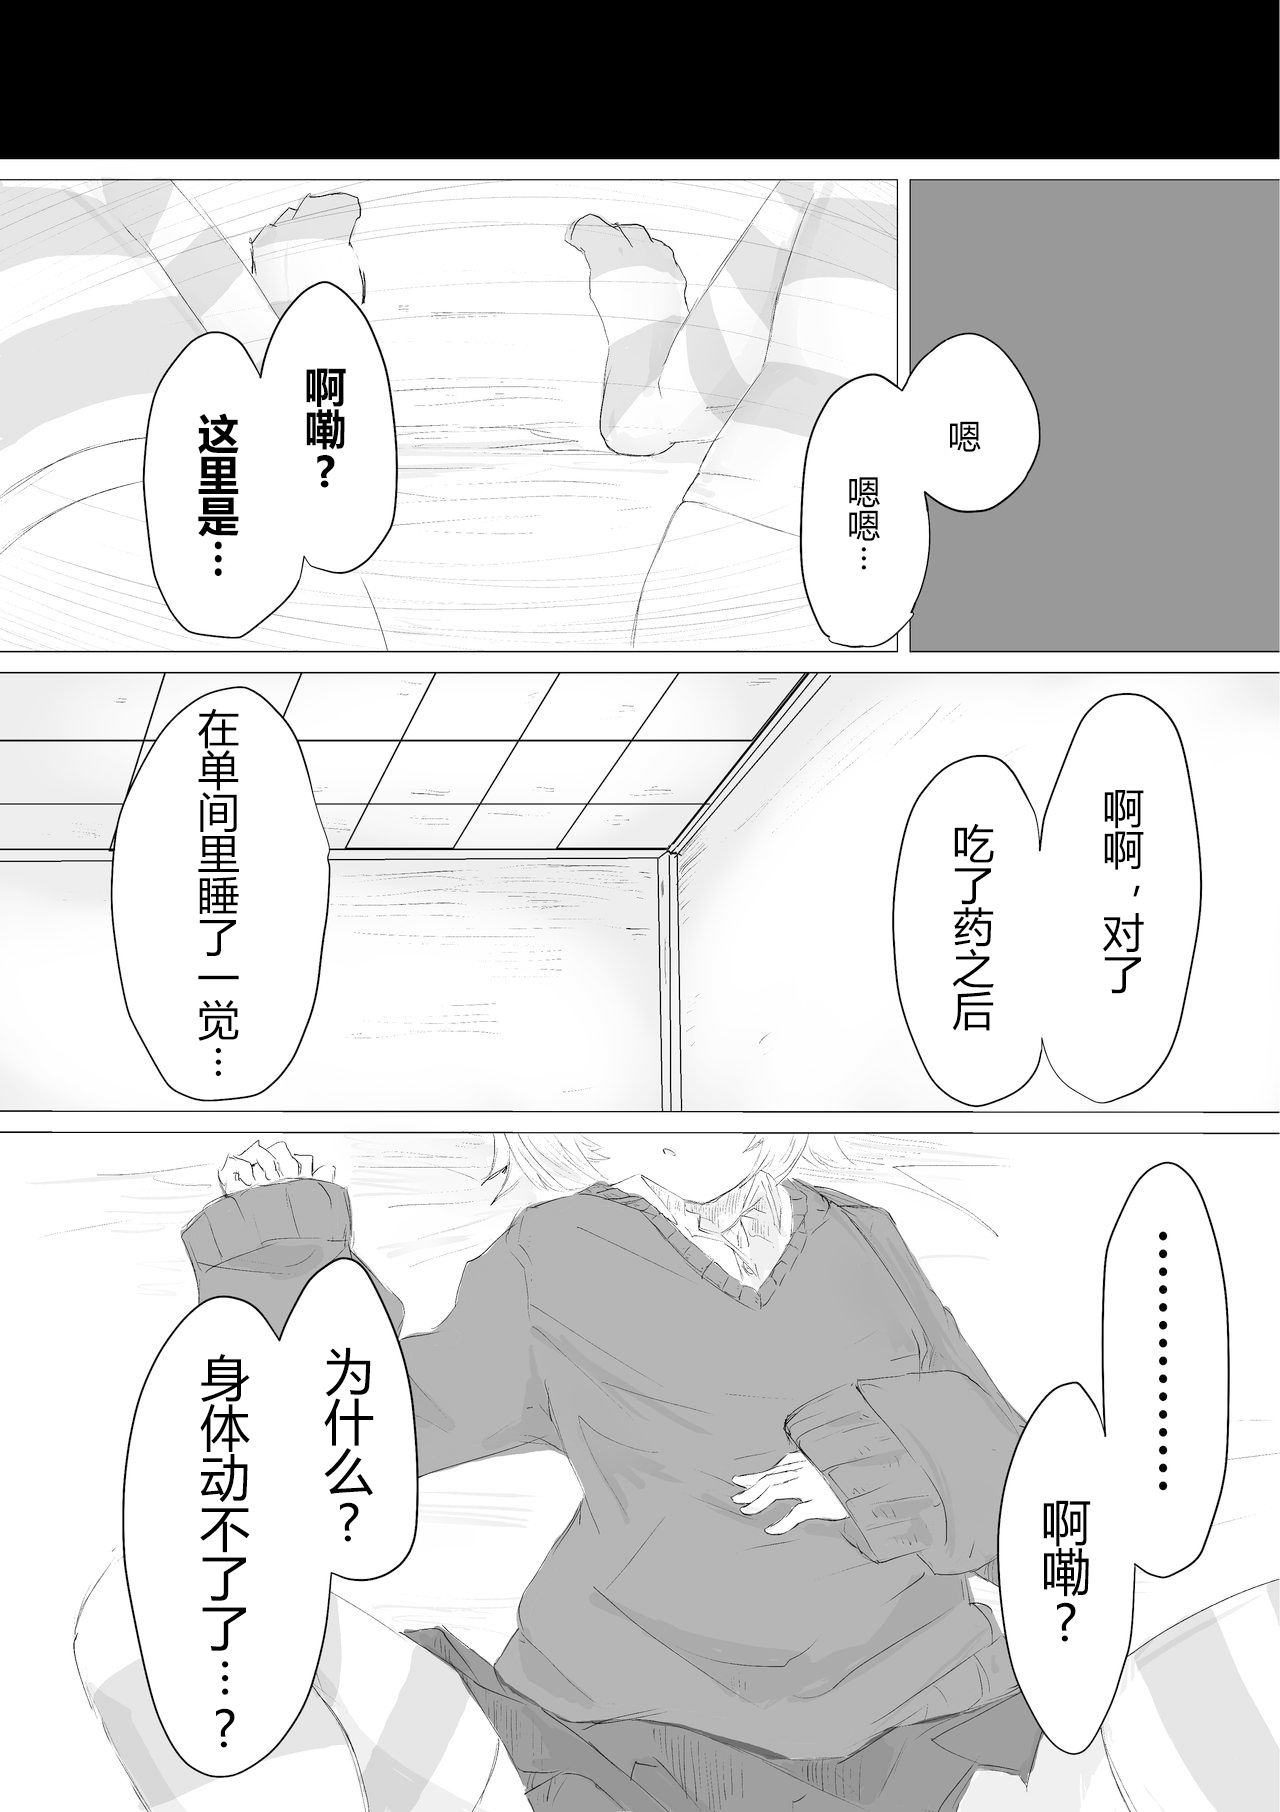 嗯
嗯嗯…
啊嘞？
这里是…
啊啊，对了
吃了药之后
在单间里睡了一觉…
…………
啊嘞？
为什么？
身体动不了了…？